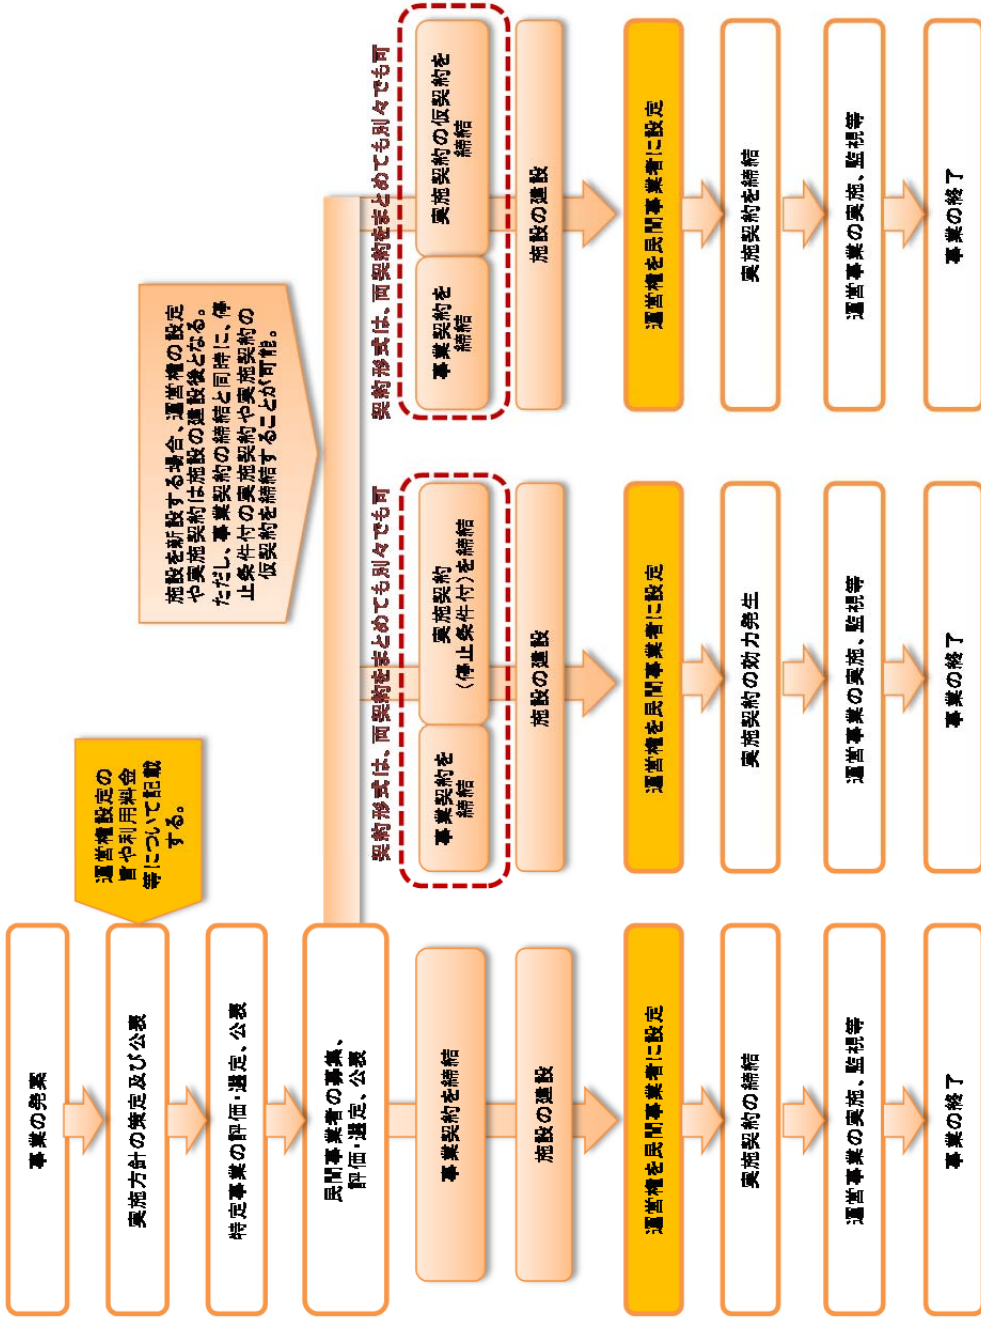 事業の発案
実施方針の策定及び公表
運営権設定の
旨や利用料金
等について記載
する。
特定事業の評価・選定、公表
民間事業者の募集、
評価・選定、公表
施設を新設する場合、運営権の設定
や実施契約は施設の建設後となる。
ただし、事業契約の締結と同時に、停
止条件付の実施契約や実施契約の
仮契約を締結することが可能。
事業契約を締結
施設の建設
運営権を民間事業者に設定
実施契約の締結
運営事業の実施、監視等
事業の終了
契約形式は、両契約をまとめても別々でも可
事業契約を
締結
実施契約
(停止条件付)を締結
施設の建設
運営権を民間事業者に設定
実施契約の効力発生
運営事業の実施、監視等
事業の終了
契約形式は、両契約をまとめても別々でも可
事業契約を
締結
実施契約の仮契約を
締結
施設の建設
運営権を民間事業者に設定
実施契約を締結
運営事業の実施、監視等
事業の終了